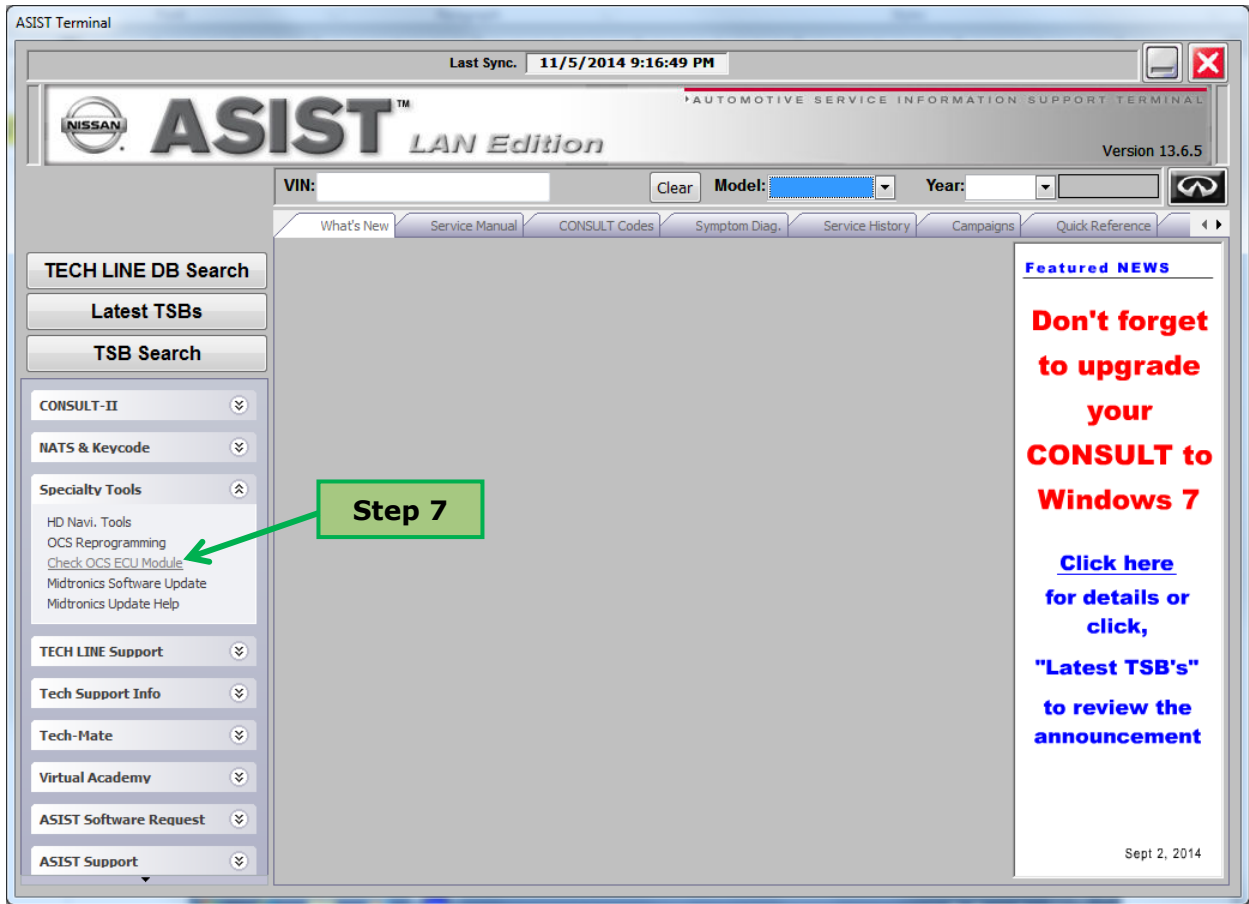 ASIST Terminal
Last Sync. 11/5/2014 9:16:49 PM
NISSAN ASIST™ LAN Edition
AUTOMOTIVE SERVICE INFORMATION SUPPORT TERMINAL
Version 13.6.5
VIN: Clear Model: Year:
What's New Service Manual CONSULT Codes Symptom Diag. Service History Campaigns Quick Reference
TECH LINE DB Search
Latest TSBs
TSB Search
CONSULT-II
NATS & Keycode
Specialty Tools
HD Navi. Tools
OCS Reprogramming
Check OCS ECU Module
Midtronics Software Update
Midtronics Update Help
TECH LINE Support
Tech Support Info
Tech-Mate
Virtual Academy
ASIST Software Request
ASIST Support
Step 7
Featured NEWS
Don't forget
to upgrade
your
CONSULT to
Windows 7
Click here
for details or
click,
"Latest TSB's"
to review the
announcement
Sept 2, 2014